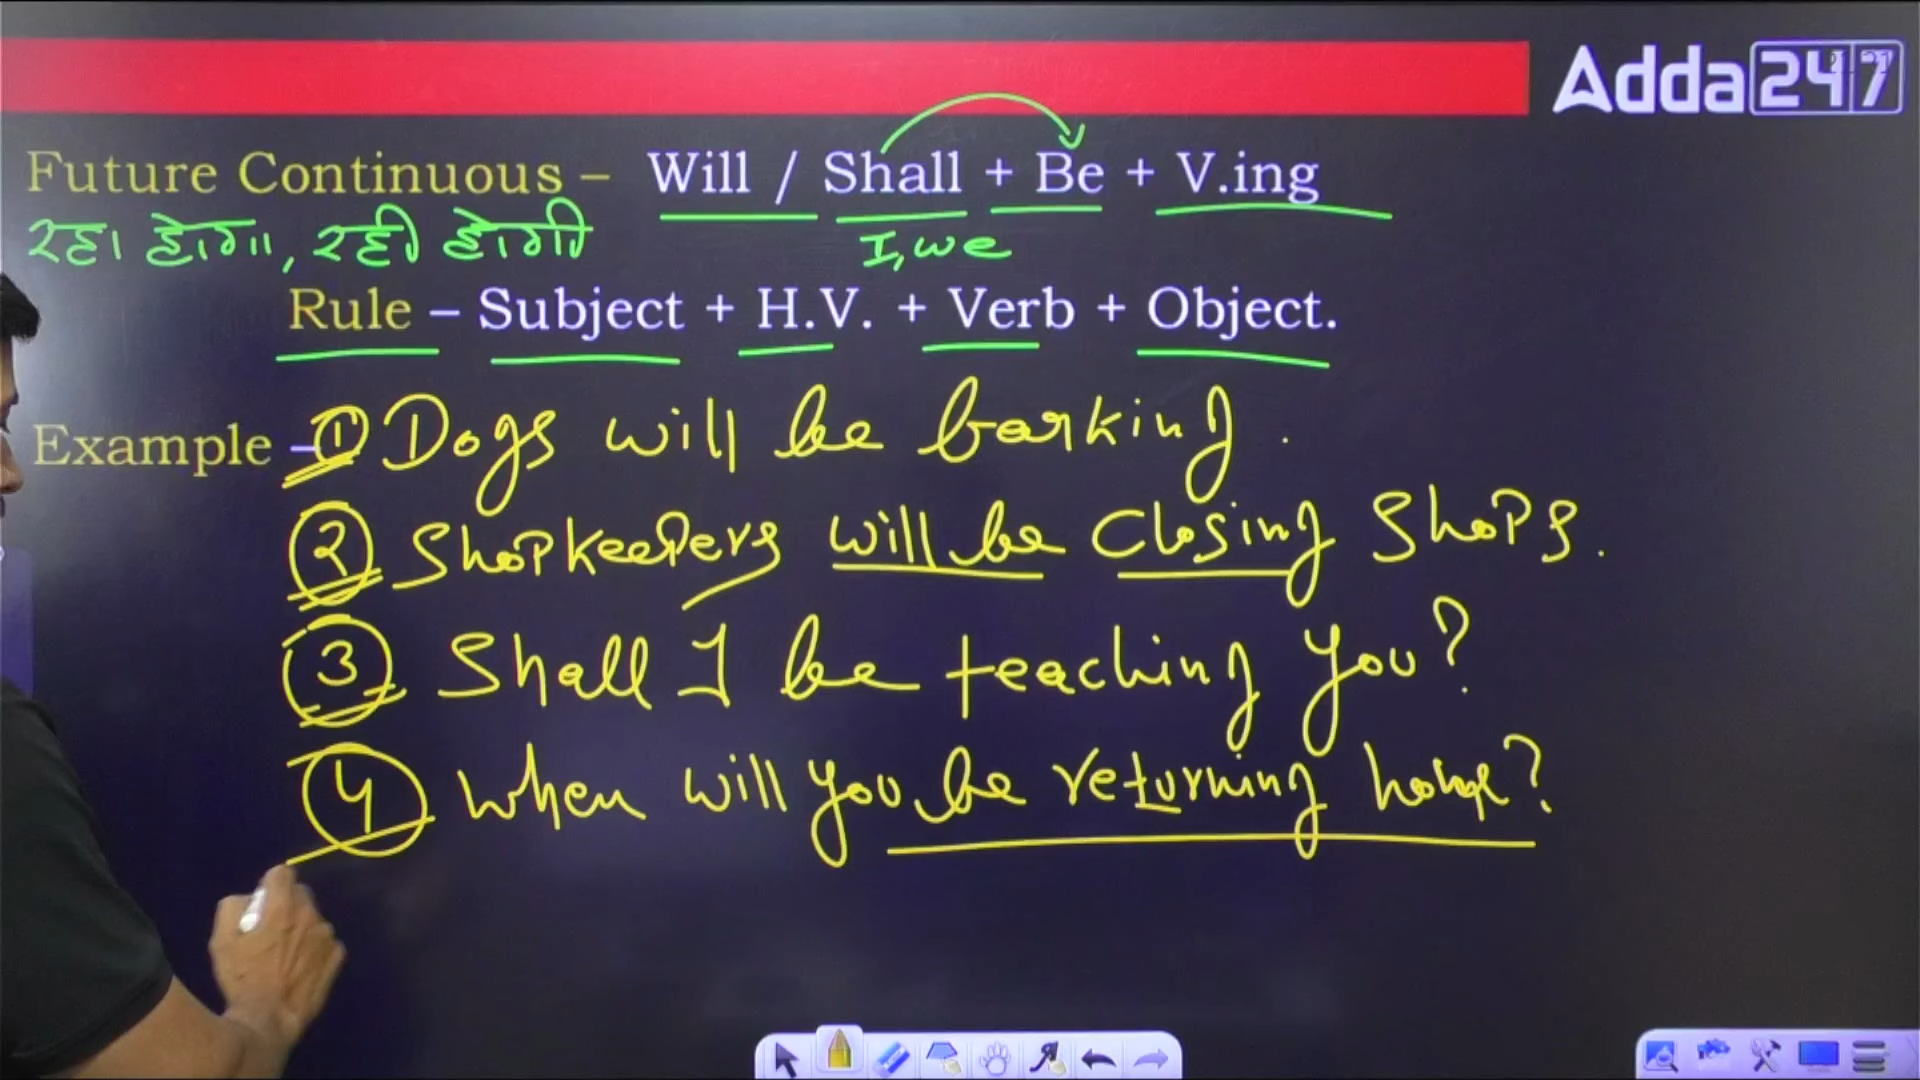 Adda247
Future Continuous – Will / Shall + Be + V.ing
रहा होगा, रही होगी I, we
Rule – Subject + H.V. + Verb + Object.
Example – ① Dogs will be barking.
② Shopkeepers will be closing shops.
③ Shall I be teaching you?
④ When will you be returning home?